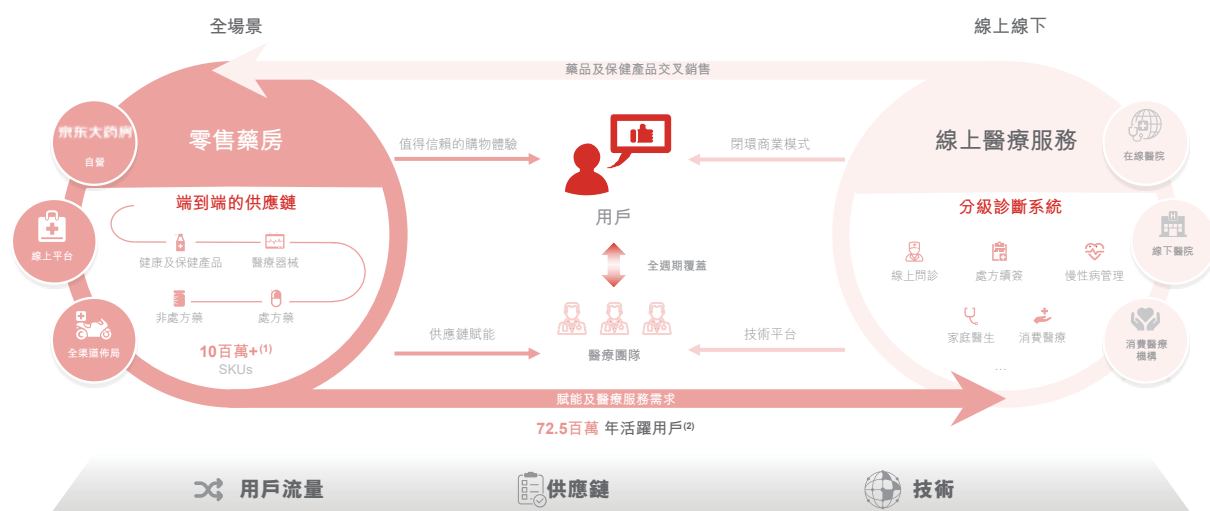 全場景
線上線下
藥品及保健產品交叉銷售
京东大药房
自營
零售藥房
值得信賴的購物體驗
閉環商業模式
線上醫療服務
在線醫院
端到端的供應鏈
用戶
分級診斷系統
線上平台
健康及保健產品
醫療器械
全週期覆蓋
線上問診
處方續簽
慢性病管理
線下醫院
非處方藥
處方藥
供應鏈賦能
技術平台
家庭醫生
消費醫療
全渠道佈局
10百萬+(1)
SKUs
醫療團隊
...
消費醫療
機構
賦能及醫療服務需求
72.5百萬 年活躍用戶(2)
用戶流量
供應鏈
技術